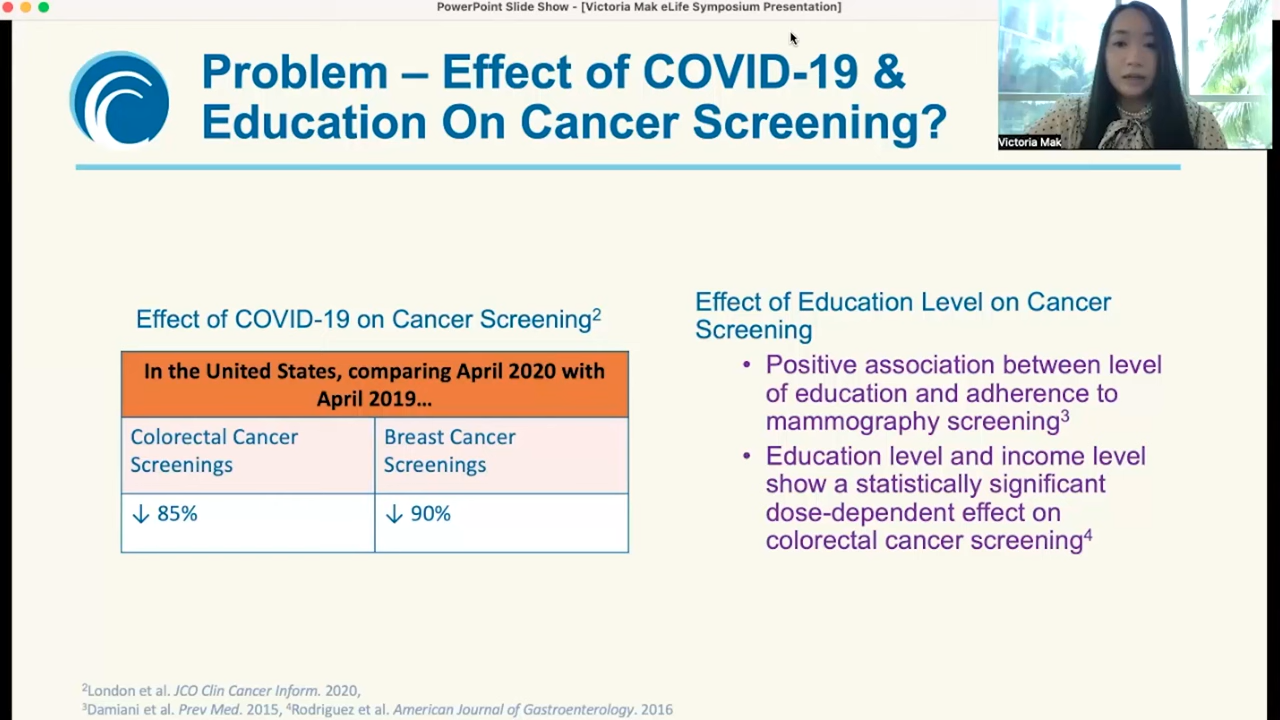 PowerPoint Slide Show - [Victoria Mak eLife Symposium Presentation]
Problem – Effect of COVID-19 &
Education On Cancer Screening?
Victoria Mak
Effect of COVID-19 on Cancer Screening²
In the United States, comparing April 2020 with
April 2019...
Colorectal Cancer
Screenings
Breast Cancer
Screenings
↓ 85%
↓ 90%
Effect of Education Level on Cancer
Screening
• Positive association between level
of education and adherence to
mammography screening³
• Education level and income level
show a statistically significant
dose-dependent effect on
colorectal cancer screening⁴
²London et al. JCO Clin Cancer Inform. 2020,
³Damiani et al. Prev Med. 2015, ⁴Rodriguez et al. American Journal of Gastroenterology. 2016